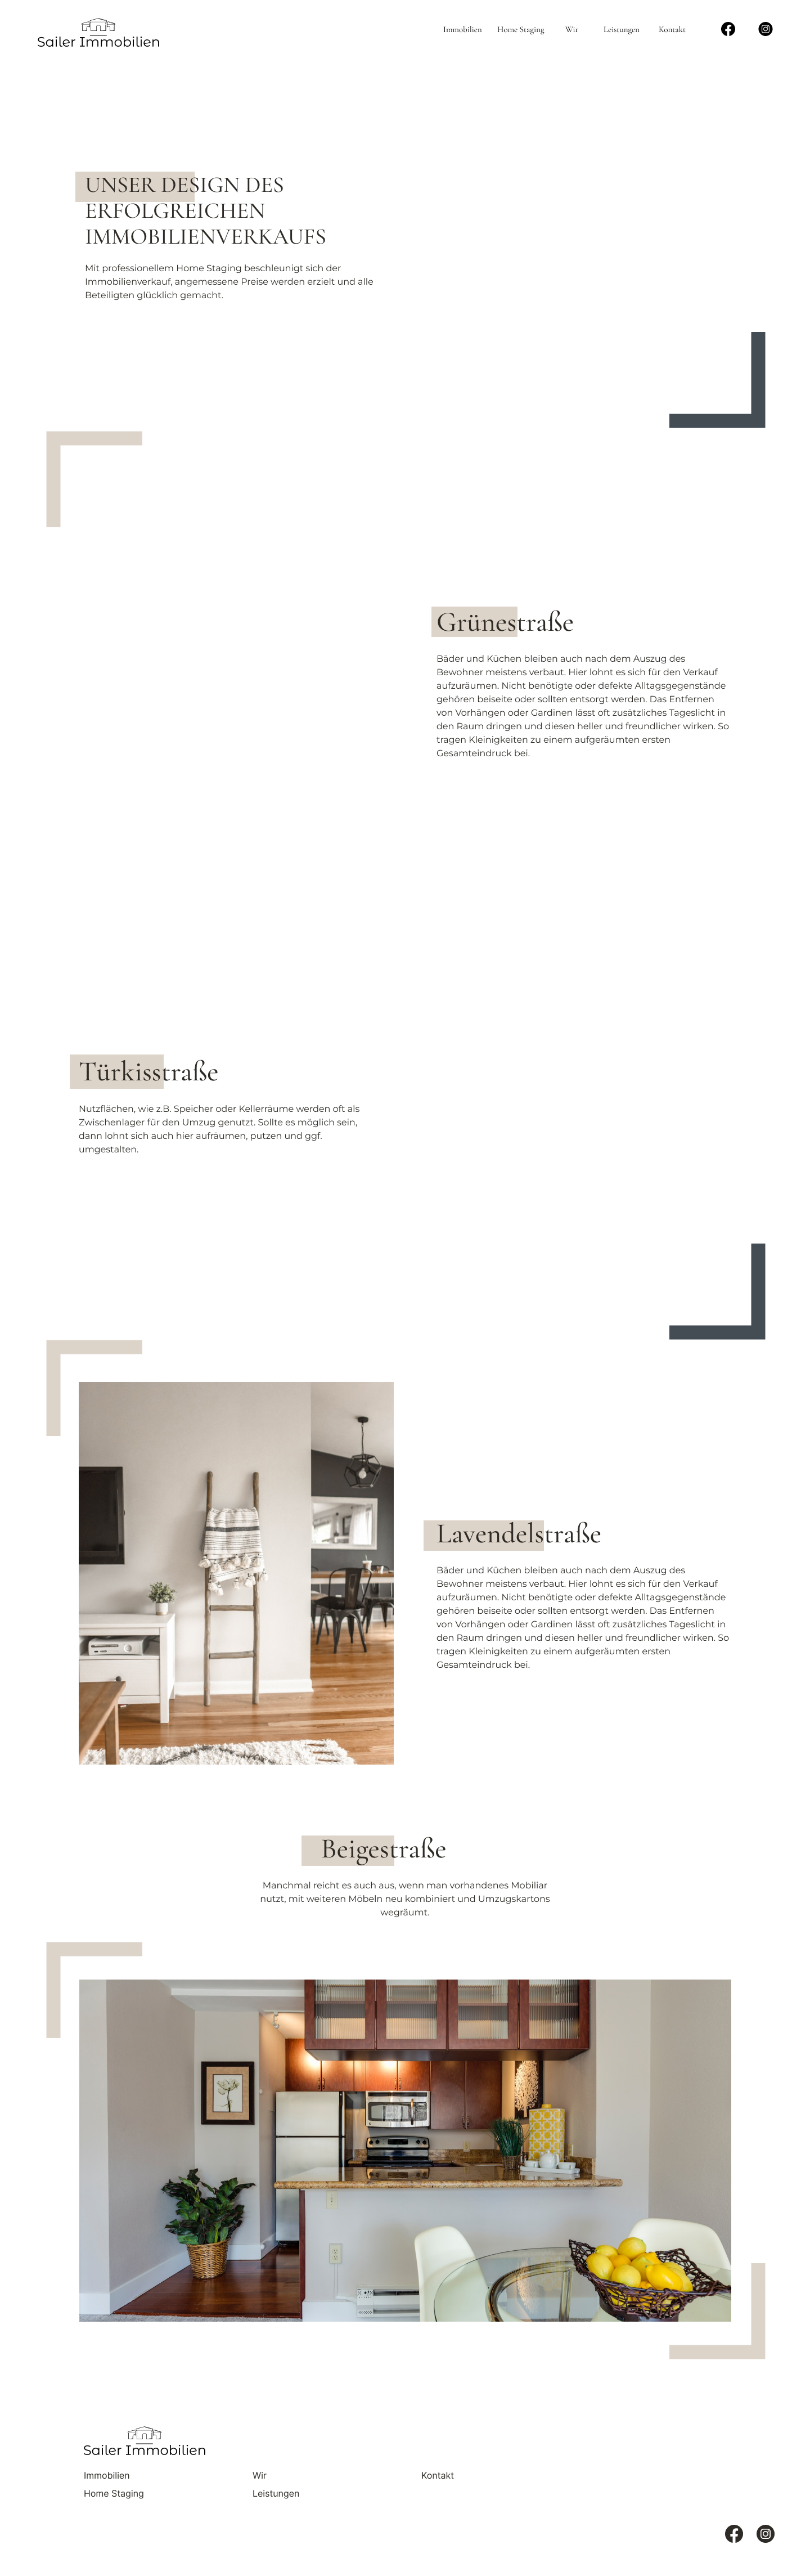 Sailer Immobilien
Immobilien Home Staging Wir Leistungen Kontakt
UNSER DESIGN DES
ERFOLGREICHEN
IMMOBILIENVERKAUFS
Mit professionellem Home Staging beschleunigt sich der
Immobilienverkauf, angemessene Preise werden erzielt und alle
Beteiligten glücklich gemacht.
Grünestraße
Bäder und Küchen bleiben auch nach dem Auszug des
Bewohner meistens verbaut. Hier lohnt es sich für den Verkauf
aufzuräumen. Nicht benötigte oder defekte Alltagsgegenstände
gehören beiseite oder sollten entsorgt werden. Das Entfernen
von Vorhängen oder Gardinen lässt oft zusätzliches Tageslicht in
den Raum dringen und diesen heller und freundlicher wirken. So
tragen Kleinigkeiten zu einem aufgeräumten ersten
Gesamteindruck bei.
Türkisstraße
Nutzflächen, wie z.B. Speicher oder Kellerräume werden oft als
Zwischenlager für den Umzug genutzt. Sollte es möglich sein,
dann lohnt sich auch hier aufräumen, putzen und ggf.
umgestalten.
Lavendelstraße
Bäder und Küchen bleiben auch nach dem Auszug des
Bewohner meistens verbaut. Hier lohnt es sich für den Verkauf
aufzuräumen. Nicht benötigte oder defekte Alltagsgegenstände
gehören beiseite oder sollten entsorgt werden. Das Entfernen
von Vorhängen oder Gardinen lässt oft zusätzliches Tageslicht in
den Raum dringen und diesen heller und freundlicher wirken. So
tragen Kleinigkeiten zu einem aufgeräumten ersten
Gesamteindruck bei.
Beigestraße
Manchmal reicht es auch aus, wenn man vorhandenes Mobiliar
nutzt, mit weiteren Möbeln neu kombiniert und Umzugskartons
wegräumt.
Sailer Immobilien
Immobilien Wir Kontakt
Home Staging Leistungen